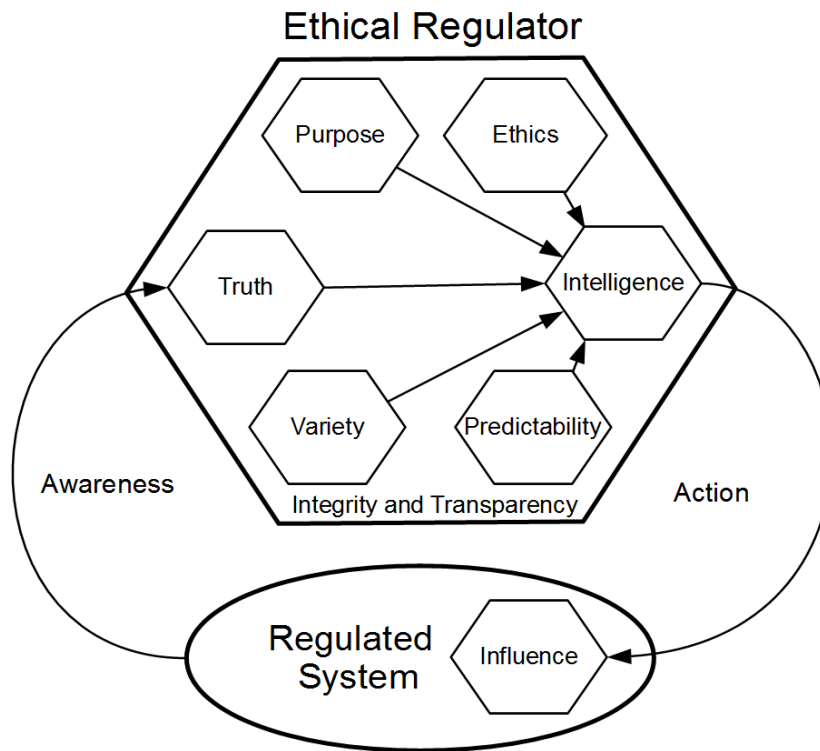 Ethical Regulator
Purpose
Ethics
Truth
Intelligence
Variety
Predictability
Awareness
Integrity and Transparency
Action
Regulated
System
Influence